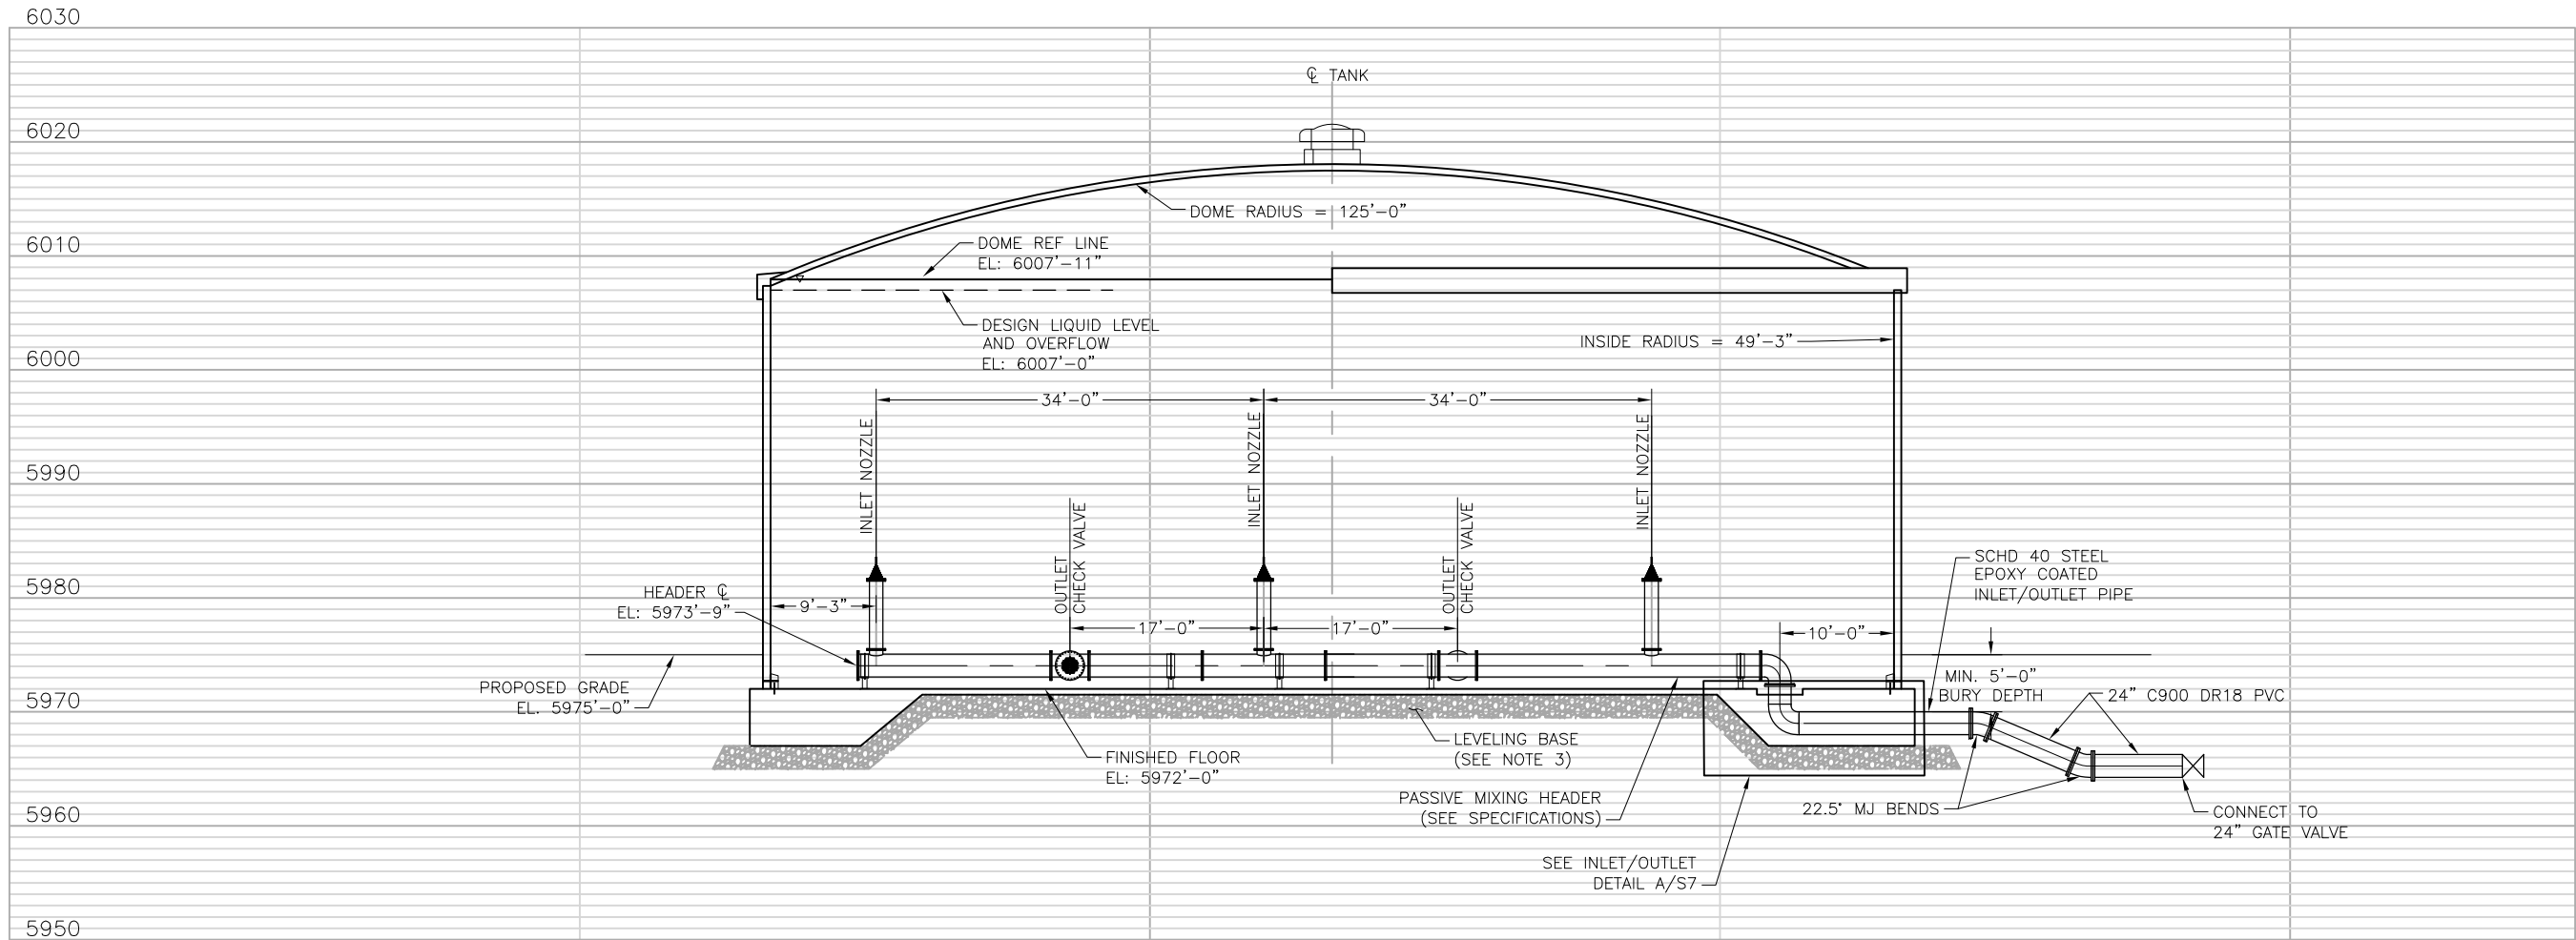 6030
℄ TANK
6020
DOME RADIUS = 125'-0"
6010
DOME REF LINE
EL: 6007'-11"
DESIGN LIQUID LEVEL
AND OVERFLOW
EL: 6007'-0"
INSIDE RADIUS = 49'-3"
6000
34'-0"
34'-0"
INLET NOZZLE
INLET NOZZLE
INLET NOZZLE
5990
OUTLET
CHECK VALVE
OUTLET
CHECK VALVE
SCHD 40 STEEL
EPOXY COATED
INLET/OUTLET PIPE
5980
HEADER ℄
EL: 5973'-9"
9'-3"
17'-0"
17'-0"
10'-0"
PROPOSED GRADE
EL. 5975'-0"
MIN. 5'-0"
BURY DEPTH
24" C900 DR18 PVC
5970
LEVELING BASE
(SEE NOTE 3)
FINISHED FLOOR
EL: 5972'-0"
PASSIVE MIXING HEADER
(SEE SPECIFICATIONS)
22.5° MJ BENDS
CONNECT TO
24" GATE VALVE
5960
SEE INLET/OUTLET
DETAIL A/S7
5950